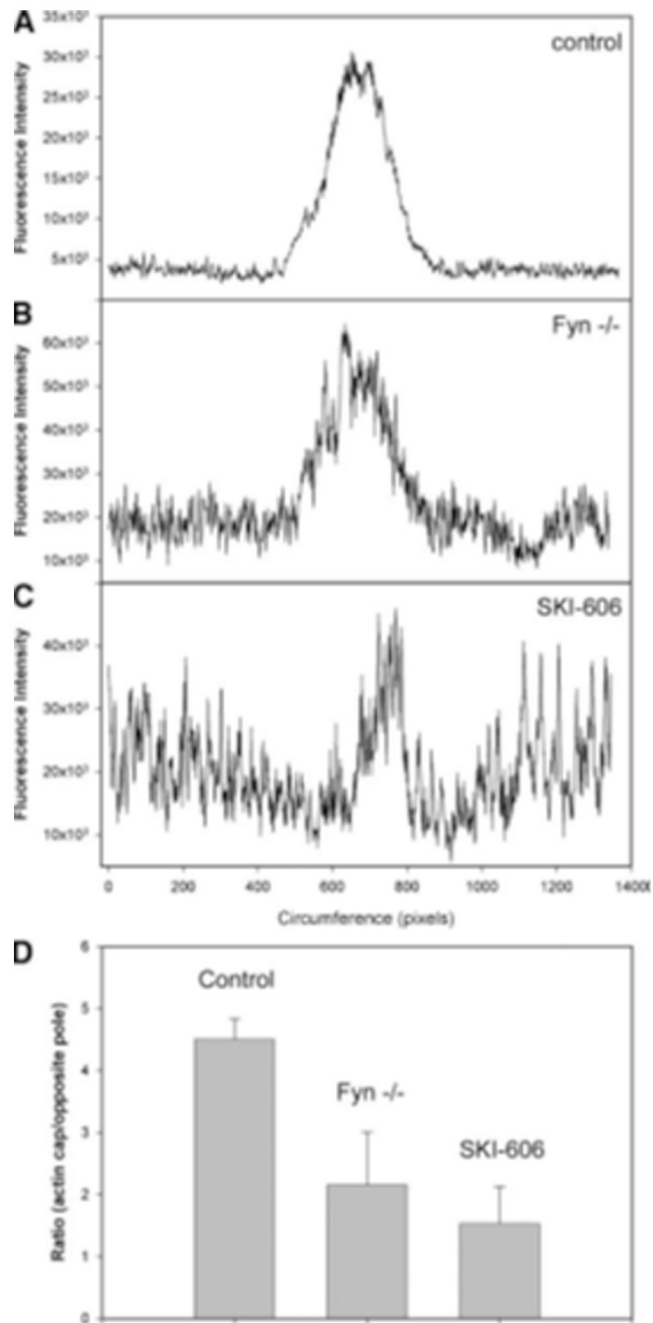 A
control
Fluorescence Intensity
35x10³
30x10³
25x10³
20x10³
15x10³
10x10³
5x10³
B
Fyn -/-
Fluorescence Intensity
60x10³
50x10³
40x10³
30x10³
20x10³
10x10³
C
SKI-606
Fluorescence Intensity
40x10³
30x10³
20x10³
10x10³
0 200 400 600 800 1000 1200 1400
Circumference (pixels)
D
Ratio (actin cap/opposite pole)
6
5
4
3
2
1
0
Control
Fyn -/-
SKI-606